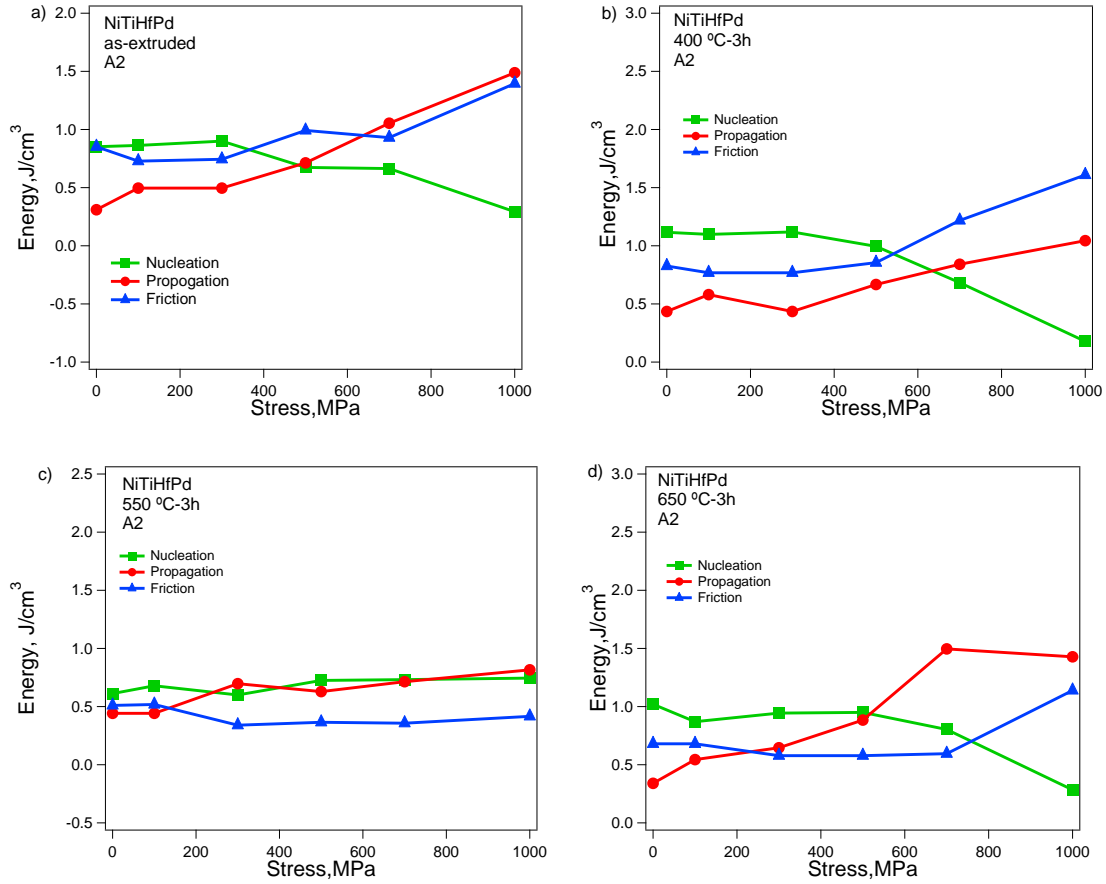 a)
NiTiHfPd
as-extruded
A2
Energy,J/cm³
2.0
1.5
1.0
0.5
0.0
-0.5
-1.0
Nucleation
Propogation
Friction
0 200 400 600 800 1000
Stress,MPa
b)
NiTiHfPd
400 ºC-3h
A2
Energy,J/cm³
3.0
2.5
2.0
1.5
1.0
0.5
0.0
Nucleation
Propagation
Friction
0 200 400 600 800 1000
Stress,MPa
c)
NiTiHfPd
550 ºC-3h
A2
Energy, J/cm³
2.5
2.0
1.5
1.0
0.5
0.0
-0.5
Nucleation
Propagation
Friction
0 200 400 600 800 1000
Stress,MPa
d)
NiTiHfPd
650 ºC-3h
A2
Energy,J/cm³
3.0
2.5
2.0
1.5
1.0
0.5
0.0
Nucleation
Propagation
Friction
0 200 400 600 800 1000
Stress,MPa